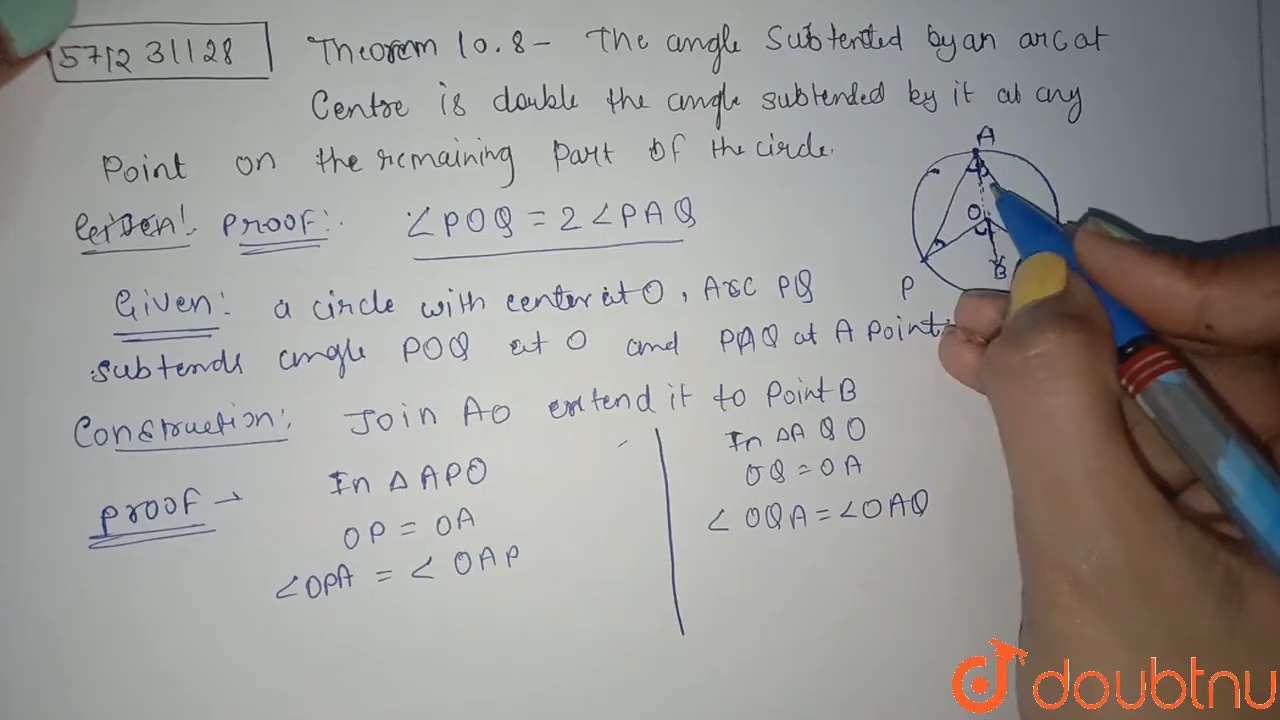 571231128
Theorem 10.8- The angle Subtented by an arc at
Centre is double the angle subtended by it at any
Point on the remaining Part of the circle.
Given: PROOF:- ∠POQ = 2∠PAQ
Given: a circle with center at O, Arc PQ
subtends angle POQ at O and PAQ at A point
Construction: Join AO extend it to Point B
PROOF → In △APO
OP = OA
∠OPA = ∠OAP
In △AQO
OQ = OA
∠OQA = ∠OAQ
A
O
B
P
doubtnut